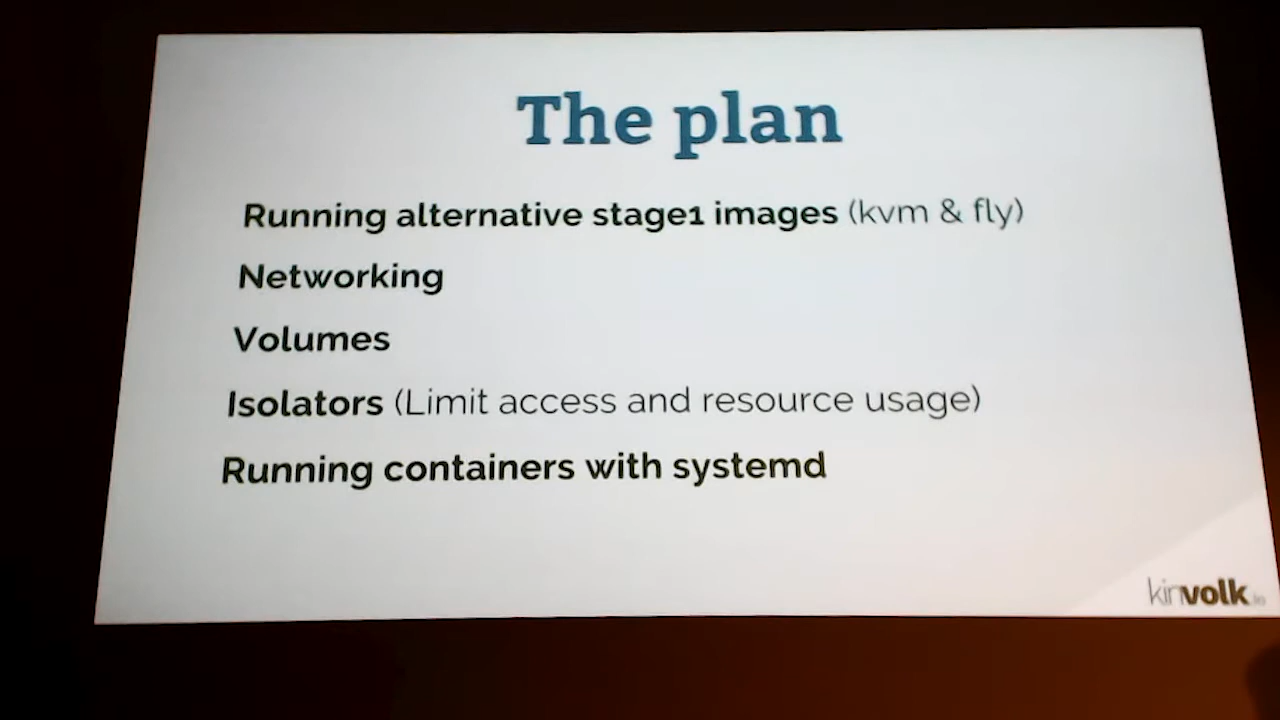 The plan
Running alternative stage1 images (kvm & fly)
Networking
Volumes
Isolators (Limit access and resource usage)
Running containers with systemd
kinvolk.io